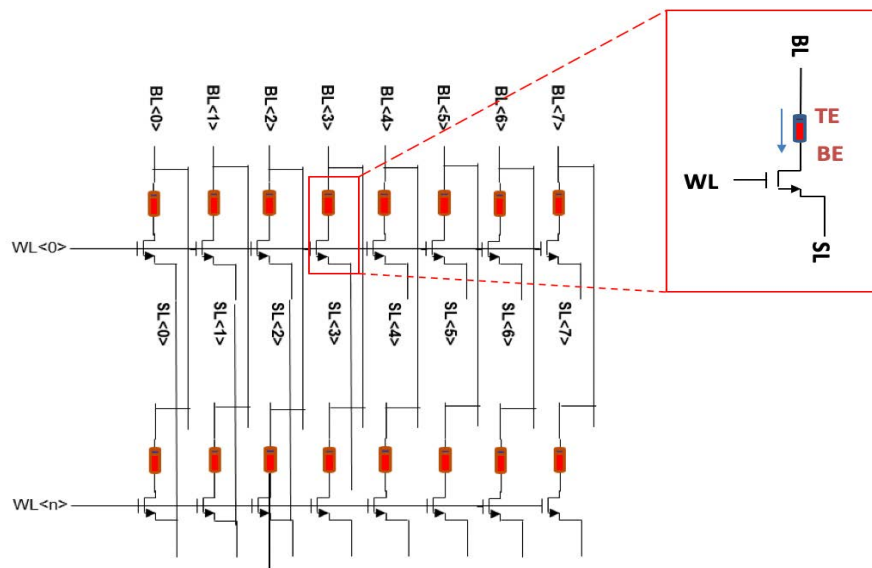 BL<0>
BL<1>
BL<2>
BL<3>
BL<4>
BL<5>
BL<6>
BL<7>
WL<0>
SL<0>
SL<1>
SL<2>
SL<3>
SL<4>
SL<5>
SL<6>
SL<7>
WL<n>
BL
TE
BE
WL
SL